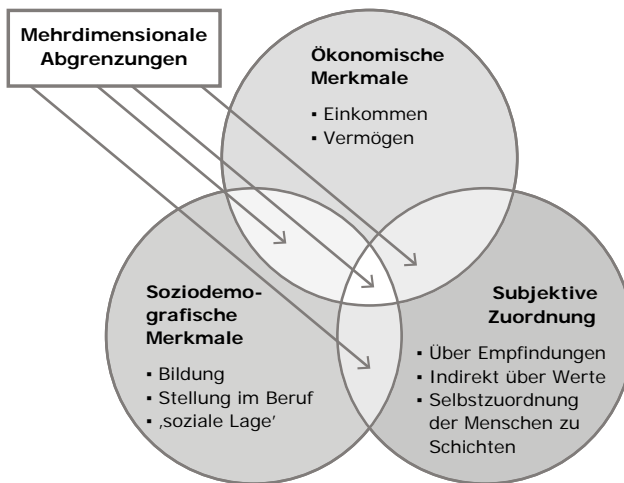 Mehrdimensionale
Abgrenzungen
Ökonomische
Merkmale
▪ Einkommen
▪ Vermögen
Soziodemo-
grafische
Merkmale
▪ Bildung
▪ Stellung im Beruf
▪ ‚soziale Lage'
Subjektive
Zuordnung
▪ Über Empfindungen
▪ Indirekt über Werte
▪ Selbstzuordnung
der Menschen zu
Schichten